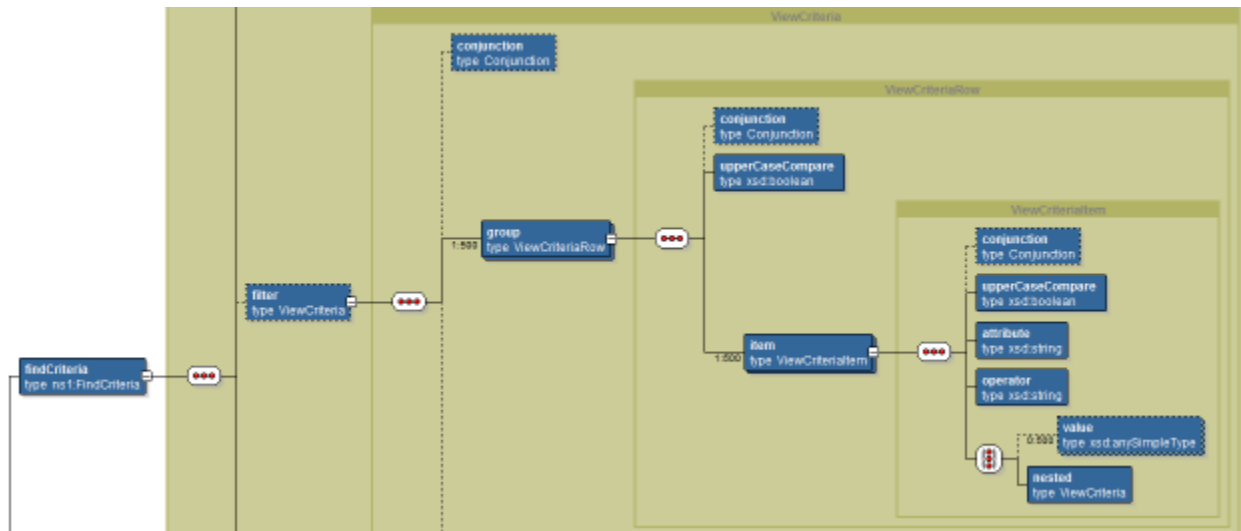 ViewCriteria
conjunction
type Conjunction
ViewCriteriaRow
conjunction
type Conjunction
upperCaseCompare
type xsd:boolean
ViewCriteriaItem
group
type ViewCriteriaRow
1:500
conjunction
type Conjunction
upperCaseCompare
type xsd:boolean
filter
type ViewCriteria
attribute
type xsd:string
item
type ViewCriteriaItem
1:500
findCriteria
type ns1:FindCriteria
operator
type xsd:string
value
type xsd:anySimpleType
0:500
nested
type ViewCriteria